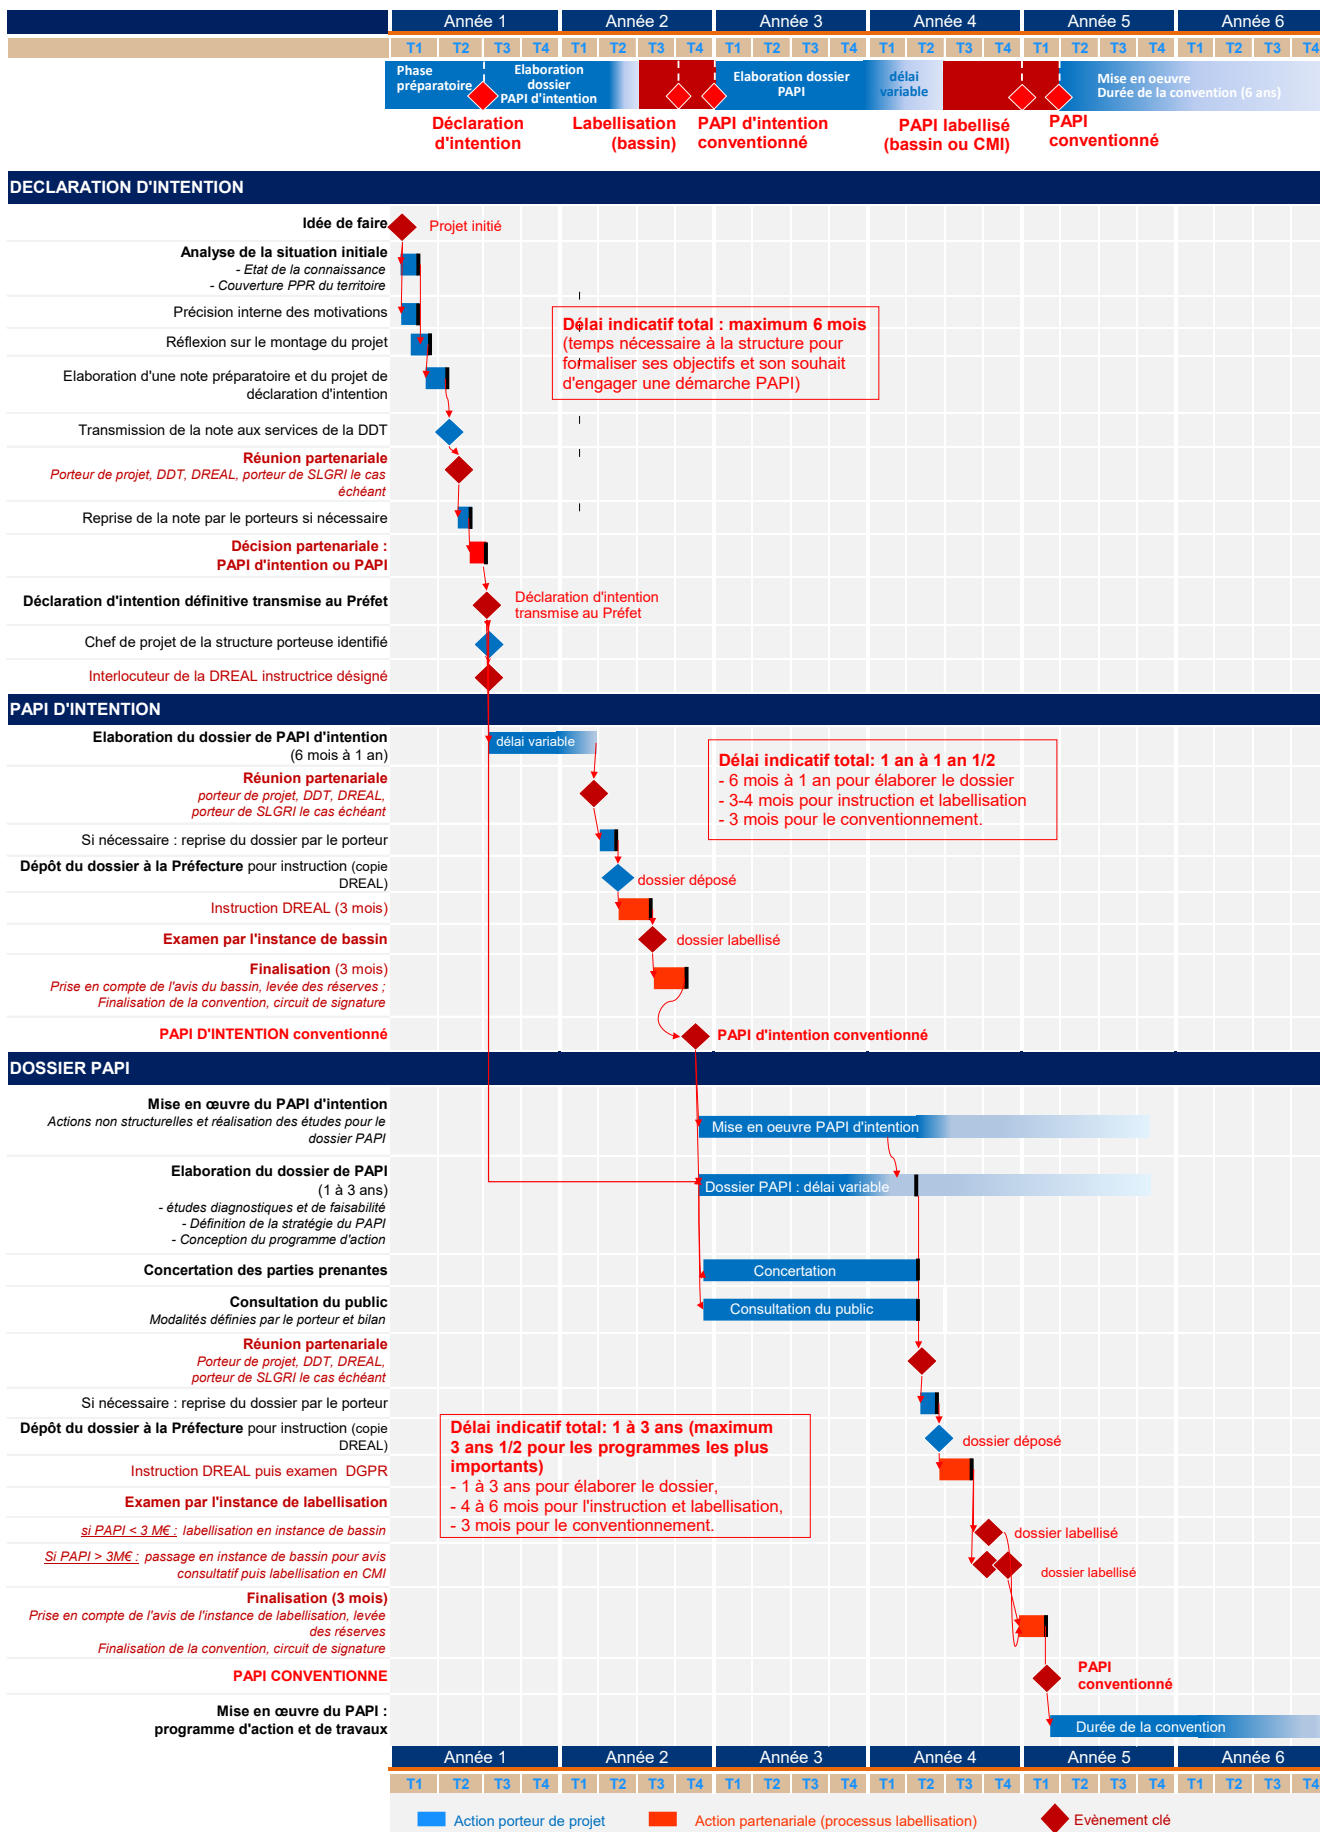 Année 1 Année 2 Année 3 Année 4 Année 5 Année 6
T1 T2 T3 T4 T1 T2 T3 T4 T1 T2 T3 T4 T1 T2 T3 T4 T1 T2 T3 T4 T1 T2 T3 T4
Phase
préparatoire
Elaboration
dossier
PAPI d'intention
Elaboration dossier
PAPI
délai
variable
Mise en oeuvre
Durée de la convention (6 ans)
Déclaration
d'intention
Labellisation
(bassin)
PAPI d'intention
conventionné
PAPI labellisé
(bassin ou CMI)
PAPI
conventionné
DECLARATION D'INTENTION
Idée de faire
Projet initié
Analyse de la situation initiale
- Etat de la connaissance
- Couverture PPR du territoire
Précision interne des motivations
Réflexion sur le montage du projet
Délai indicatif total : maximum 6 mois
(temps nécessaire à la structure pour
formaliser ses objectifs et son souhait
d'engager une démarche PAPI)
Elaboration d'une note préparatoire et du projet de
déclaration d'intention
Transmission de la note aux services de la DDT
Réunion partenariale
Porteur de projet, DDT, DREAL, porteur de SLGRI le cas
échéant
Reprise de la note par le porteurs si nécessaire
Décision partenariale :
PAPI d'intention ou PAPI
Déclaration d'intention définitive transmise au Préfet
Déclaration d'intention
transmise au Préfet
Chef de projet de la structure porteuse identifié
Interlocuteur de la DREAL instructrice désigné
PAPI D'INTENTION
Elaboration du dossier de PAPI d'intention
(6 mois à 1 an)
délai variable
Délai indicatif total: 1 an à 1 an 1/2
- 6 mois à 1 an pour élaborer le dossier
- 3-4 mois pour instruction et labellisation
- 3 mois pour le conventionnement.
Réunion partenariale
porteur de projet, DDT, DREAL,
porteur de SLGRI le cas échéant
Si nécessaire : reprise du dossier par le porteur
Dépôt du dossier à la Préfecture pour instruction (copie
DREAL)
dossier déposé
Instruction DREAL (3 mois)
Examen par l'instance de bassin
dossier labellisé
Finalisation (3 mois)
Prise en compte de l'avis du bassin, levée des réserves ;
Finalisation de la convention, circuit de signature
PAPI D'INTENTION conventionné
PAPI d'intention conventionné
DOSSIER PAPI
Mise en œuvre du PAPI d'intention
Actions non structurelles et réalisation des études pour le
dossier PAPI
Mise en oeuvre PAPI d'intention
Elaboration du dossier de PAPI
(1 à 3 ans)
- études diagnostiques et de faisabilité
- Définition de la stratégie du PAPI
- Conception du programme d'action
Dossier PAPI : délai variable
Concertation des parties prenantes
Concertation
Consultation du public
Modalités définies par le porteur et bilan
Consultation du public
Réunion partenariale
Porteur de projet, DDT, DREAL,
porteur de SLGRI le cas échéant
Si nécessaire : reprise du dossier par le porteur
Dépôt du dossier à la Préfecture pour instruction (copie
DREAL)
dossier déposé
Délai indicatif total: 1 à 3 ans (maximum
3 ans 1/2 pour les programmes les plus
importants)
- 1 à 3 ans pour élaborer le dossier,
- 4 à 6 mois pour l'instruction et labellisation,
- 3 mois pour le conventionnement.
Instruction DREAL puis examen DGPR
Examen par l'instance de labellisation
si PAPI < 3 M€ : labellisation en instance de bassin
dossier labellisé
Si PAPI > 3M€ : passage en instance de bassin pour avis
consultatif puis labellisation en CMI
dossier labellisé
Finalisation (3 mois)
Prise en compte de l'avis de l'instance de labellisation, levée
des réserves
Finalisation de la convention, circuit de signature
PAPI CONVENTIONNE
PAPI
conventionné
Mise en œuvre du PAPI :
programme d'action et de travaux
Durée de la convention
Année 1 Année 2 Année 3 Année 4 Année 5 Année 6
T1 T2 T3 T4 T1 T2 T3 T4 T1 T2 T3 T4 T1 T2 T3 T4 T1 T2 T3 T4 T1 T2 T3 T4
Action porteur de projet
Action partenariale (processus labellisation)
Evènement clé